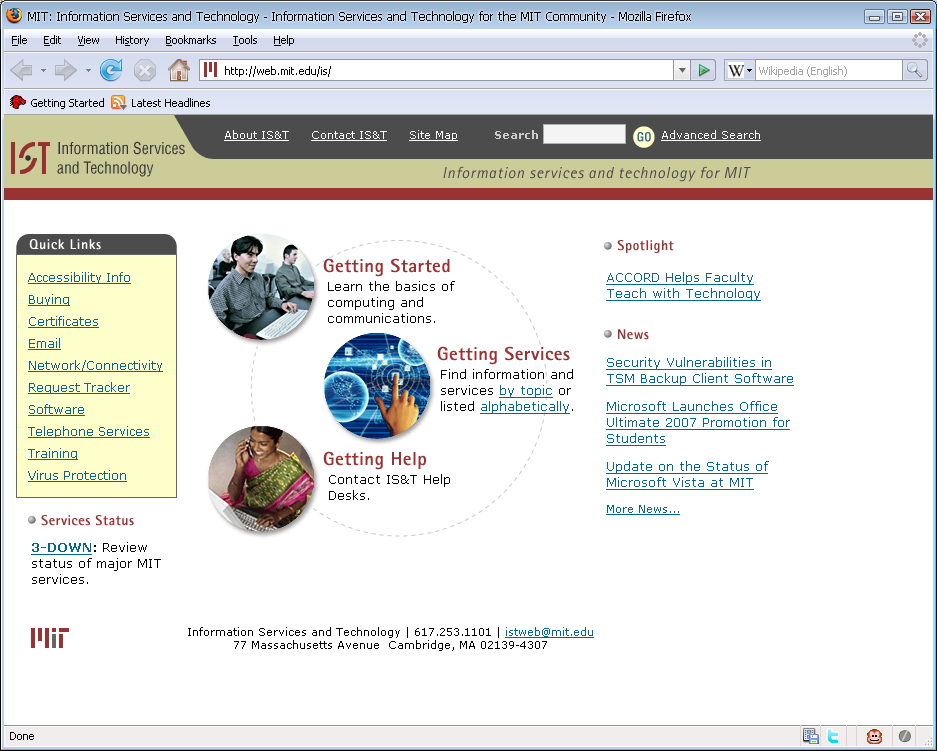 MIT: Information Services and Technology - Information Services and Technology for the MIT Community - Mozilla Firefox
File Edit View History Bookmarks Tools Help
http://web.mit.edu/is/
W
Wikipedia (English)
Getting Started Latest Headlines
About IS&T Contact IS&T Site Map Search GO Advanced Search
IST Information Services
and Technology
Information services and technology for MIT
Quick Links
Accessibility Info
Buying
Certificates
Email
Network/Connectivity
Request Tracker
Software
Telephone Services
Training
Virus Protection
Services Status
3-DOWN: Review
status of major MIT
services.
Getting Started
Learn the basics of
computing and
communications.
Getting Services
Find information and
services by topic or
listed alphabetically.
Getting Help
Contact IS&T Help
Desks.
Spotlight
ACCORD Helps Faculty
Teach with Technology
News
Security Vulnerabilities in
TSM Backup Client Software
Microsoft Launches Office
Ultimate 2007 Promotion for
Students
Update on the Status of
Microsoft Vista at MIT
More News...
MIT
Information Services and Technology | 617.253.1101 | istweb@mit.edu
77 Massachusetts Avenue Cambridge, MA 02139-4307
Done